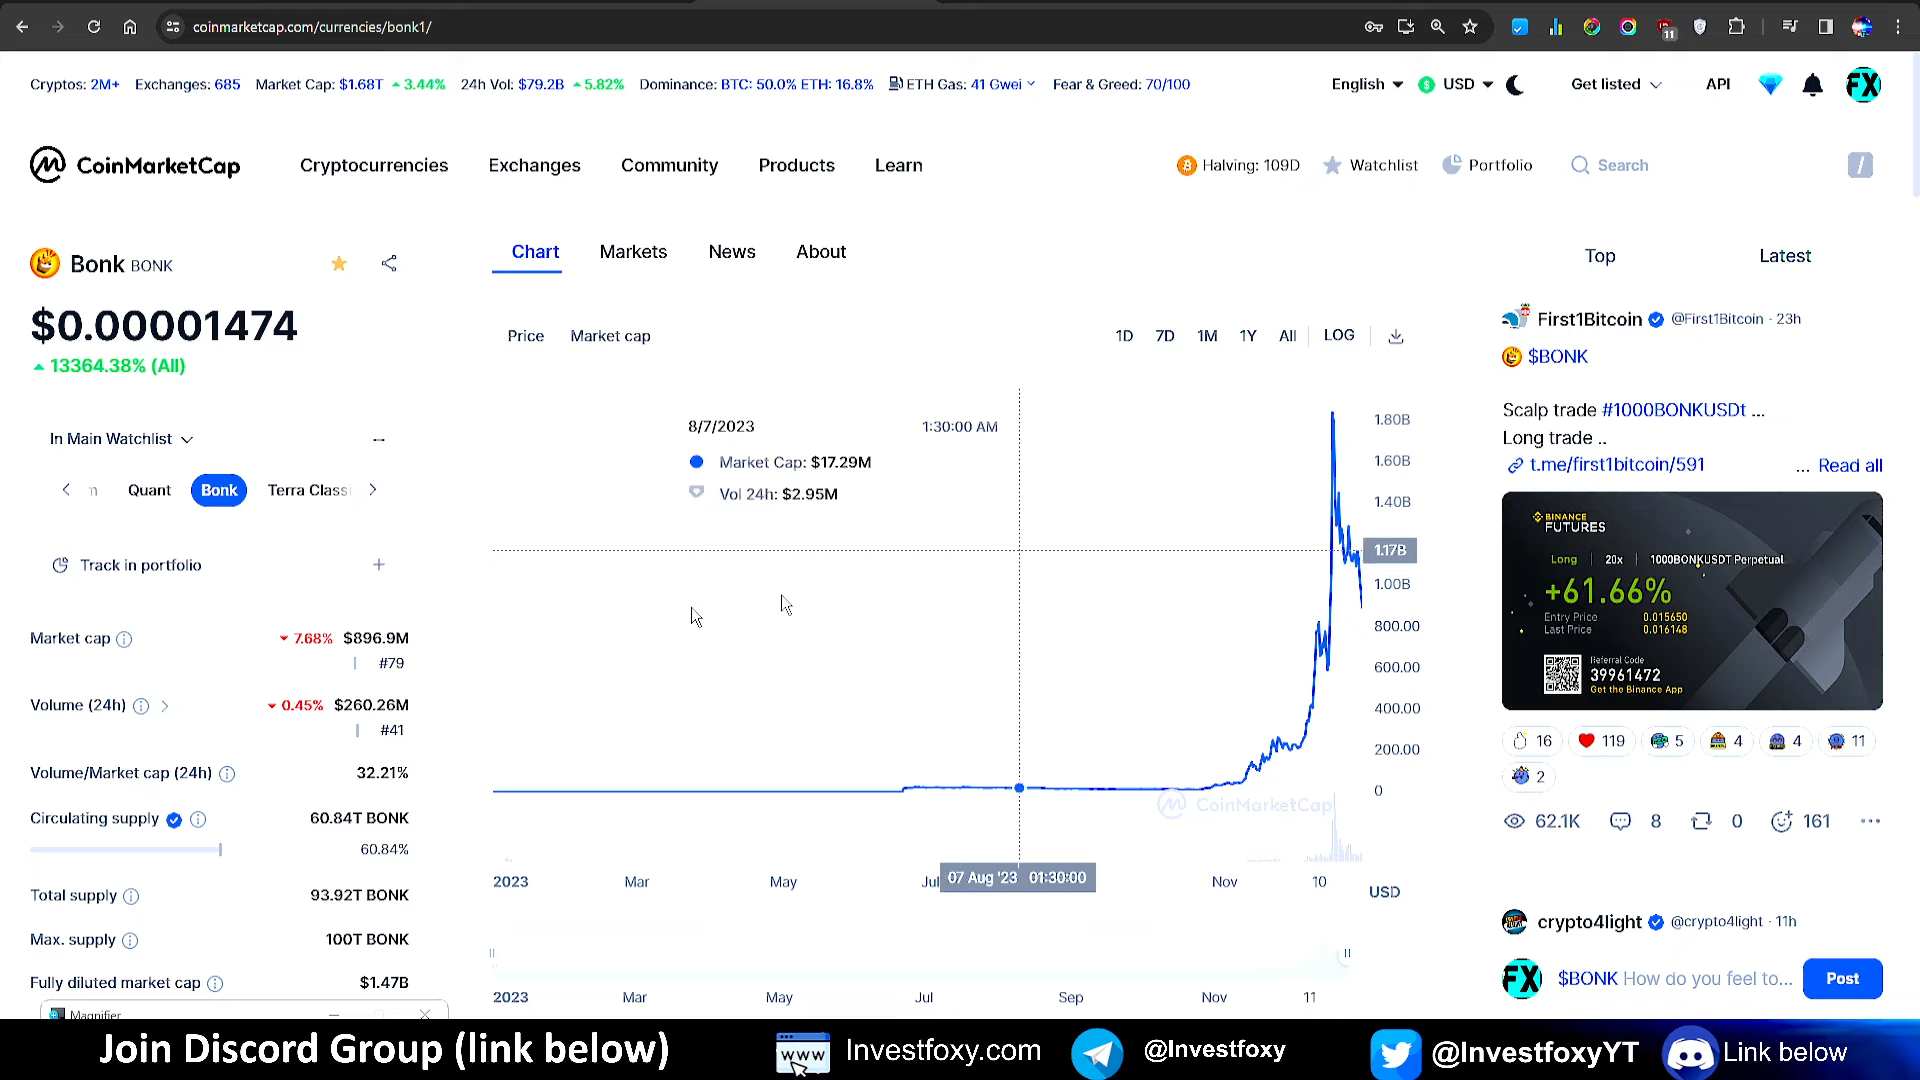 coinmarketcap.com/currencies/bonk1/
11
Cryptos: 2M+ Exchanges: 685 Market Cap: $1.68T 3.44% 24h Vol: $79.2B 5.82% Dominance: BTC: 50.0% ETH: 16.8% ETH Gas: 41 Gwei Fear & Greed: 70/100
English USD Get listed API FX
CoinMarketCap Cryptocurrencies Exchanges Community Products Learn
Halving: 109D Watchlist Portfolio Search /
Bonk BONK
$0.00001474
13364.38% (All)
In Main Watchlist
Quant Bonk Terra Classi
Track in portfolio +
Market cap 7.68% $896.9M
#79
Volume (24h) 0.45% $260.26M
#41
Volume/Market cap (24h) 32.21%
Circulating supply 60.84T BONK
60.84%
Total supply 93.92T BONK
Max. supply 100T BONK
Fully diluted market cap $1.47B
Magnifier
Chart Markets News About
Price Market cap
1D 7D 1M 1Y All LOG
8/7/2023 1:30:00 AM
Market Cap: $17.29M
Vol 24h: $2.95M
1.80B
1.60B
1.40B
1.17B
1.00B
800.00
600.00
400.00
200.00
0
CoinMarketCap
2023 Mar May Jul 07 Aug '23 01:30:00 Nov 10
USD
2023 Mar May Jul Sep Nov 11
Top Latest
First1Bitcoin @First1Bitcoin · 23h
$BONK
Scalp trade #1000BONKUSDt ...
Long trade ..
t.me/first1bitcoin/591 ... Read all
BINANCE
FUTURES
Long 20x 1000BONKUSDT Perpetual
+61.66%
Entry Price 0.015650
Last Price 0.016148
Referral Code
39961472
Get the Binance App
16 119 5 4 4 11
2
62.1K 8 0 161
crypto4light @crypto4light · 11h
FX $BONK How do you feel to... Post
Join Discord Group (link below) WWW Investfoxy.com @Investfoxy @InvestfoxyYT Link below